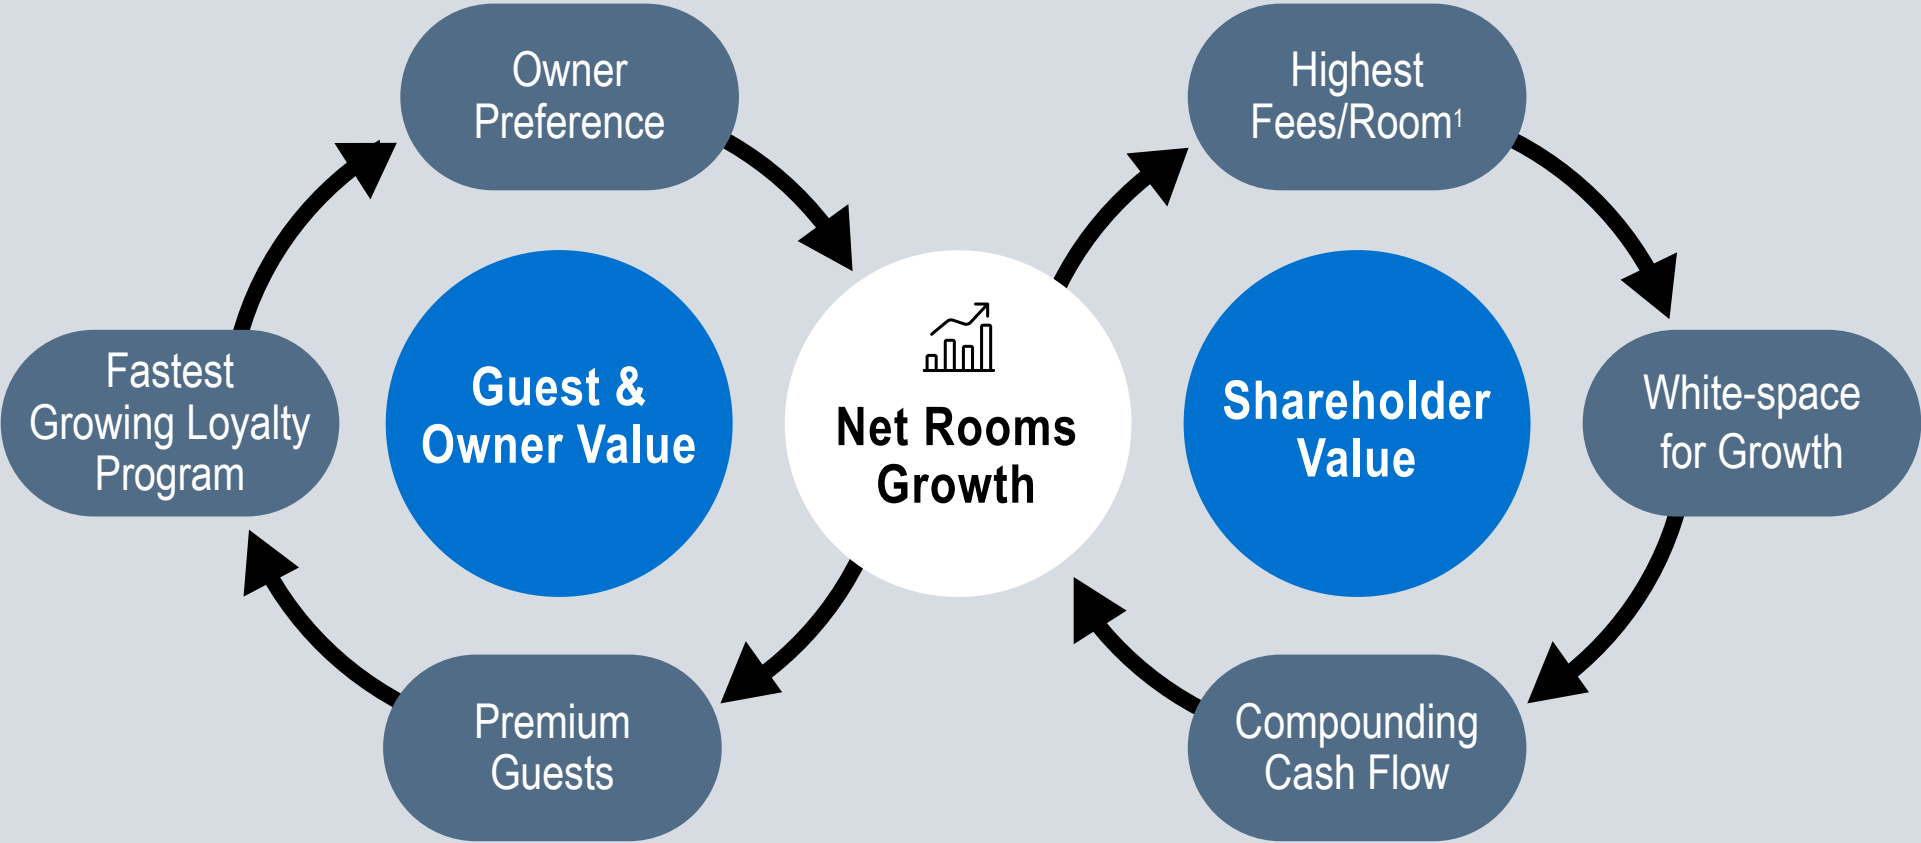 Owner
Preference
Highest
Fees/Room¹
Fastest
Growing Loyalty
Program
Guest &
Owner Value
Net Rooms
Growth
Shareholder
Value
White-space
for Growth
Premium
Guests
Compounding
Cash Flow